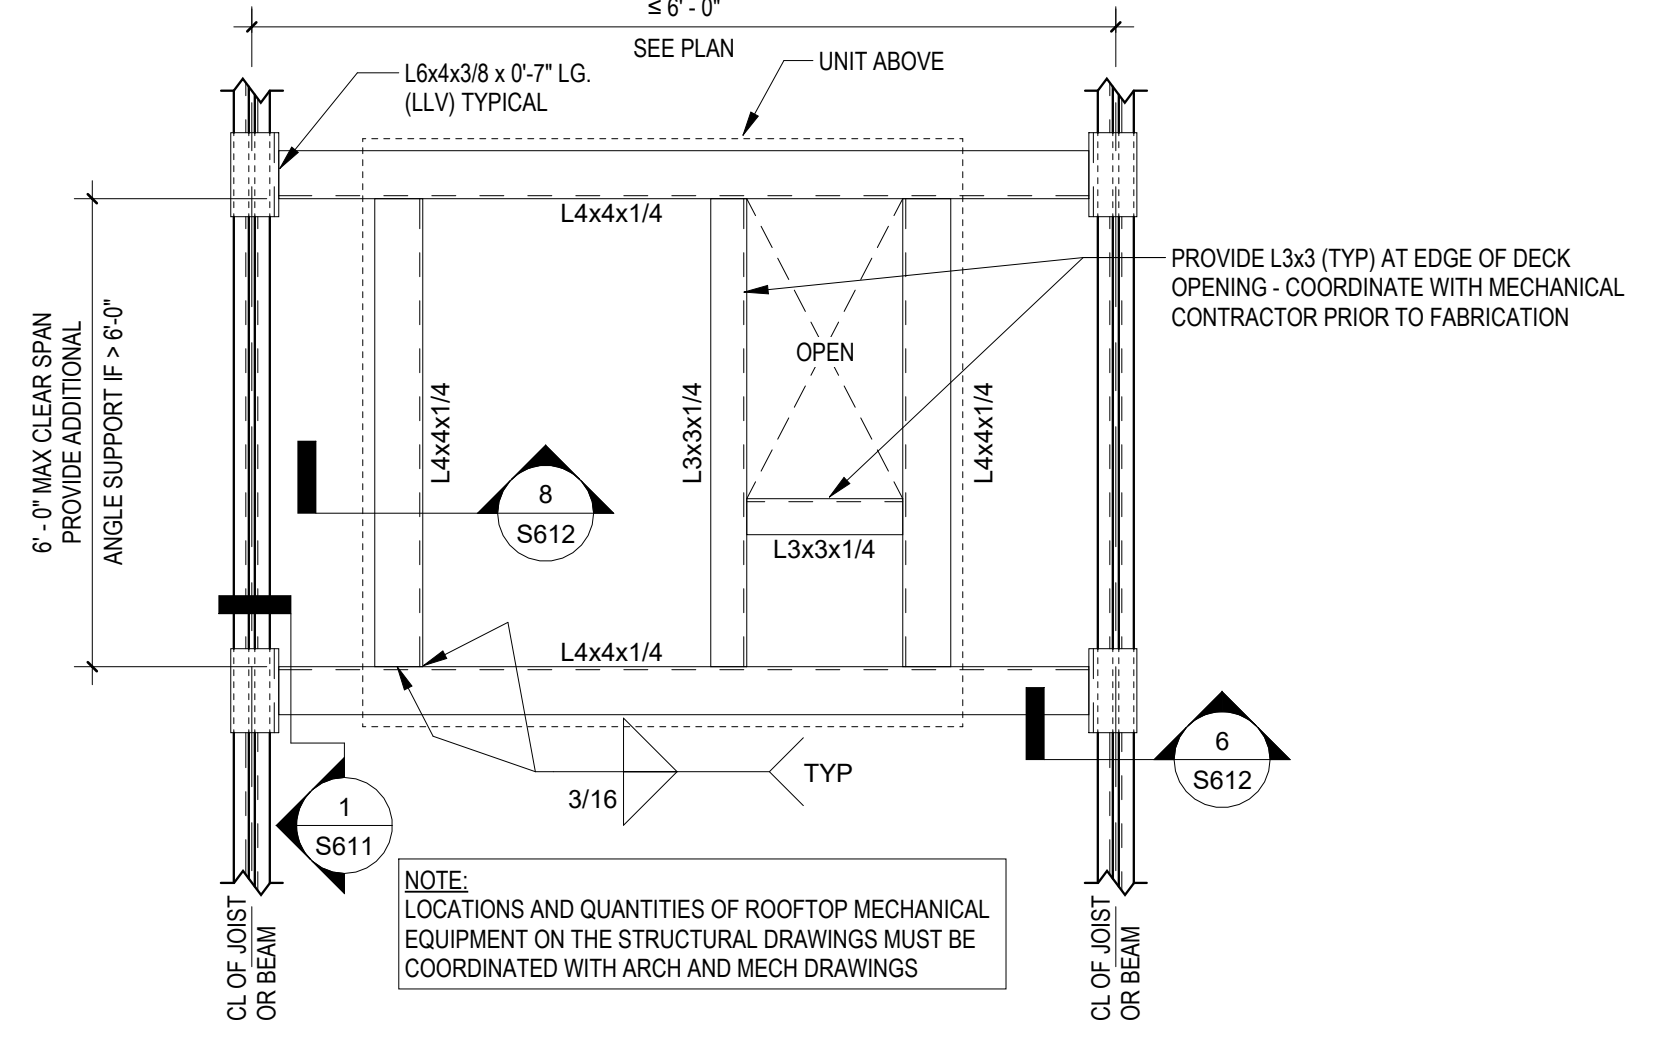 ≤ 6' - 0"
SEE PLAN
UNIT ABOVE
L6x4x3/8 x 0'-7" LG.
(LLV) TYPICAL
L4x4x1/4
PROVIDE L3x3 (TYP) AT EDGE OF DECK
OPENING - COORDINATE WITH MECHANICAL
CONTRACTOR PRIOR TO FABRICATION
OPEN
6' - 0" MAX CLEAR SPAN
PROVIDE ADDITIONAL
ANGLE SUPPORT IF > 6'-0"
L4x4x1/4
L3x3x1/4
L4x4x1/4
8
S612
L3x3x1/4
L4x4x1/4
3/16
TYP
6
S612
1
S611
NOTE:
LOCATIONS AND QUANTITIES OF ROOFTOP MECHANICAL
EQUIPMENT ON THE STRUCTURAL DRAWINGS MUST BE
COORDINATED WITH ARCH AND MECH DRAWINGS
CL OF JOIST
OR BEAM
CL OF JOIST
OR BEAM